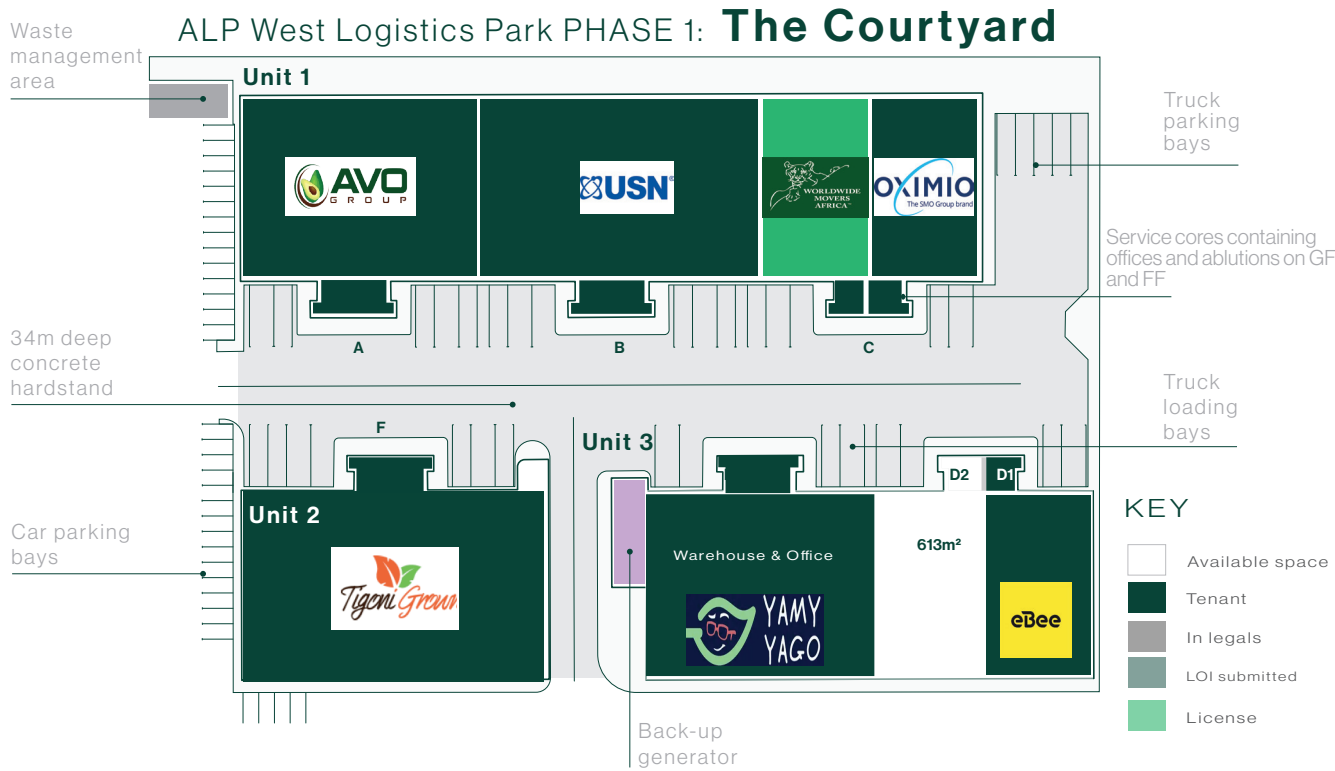 ALP West Logistics Park PHASE 1: The Courtyard
Waste
management
area
Unit 1
AVO
GROUP
USN
WORLDWIDE
MOVERS
AFRICA
OXIMIO
The SMO Group brand
Truck
parking
bays
Service cores containing
offices and ablutions on GF
and FF
34m deep
concrete
hardstand
A
B
C
Truck
loading
bays
F
Unit 3
D2
D1
Unit 2
Car parking
bays
Tigoni Grown
Warehouse & Office
YAMY
YAGO
613m²
eBee
KEY
Available space
Tenant
In legals
LOI submitted
License
Back-up
generator